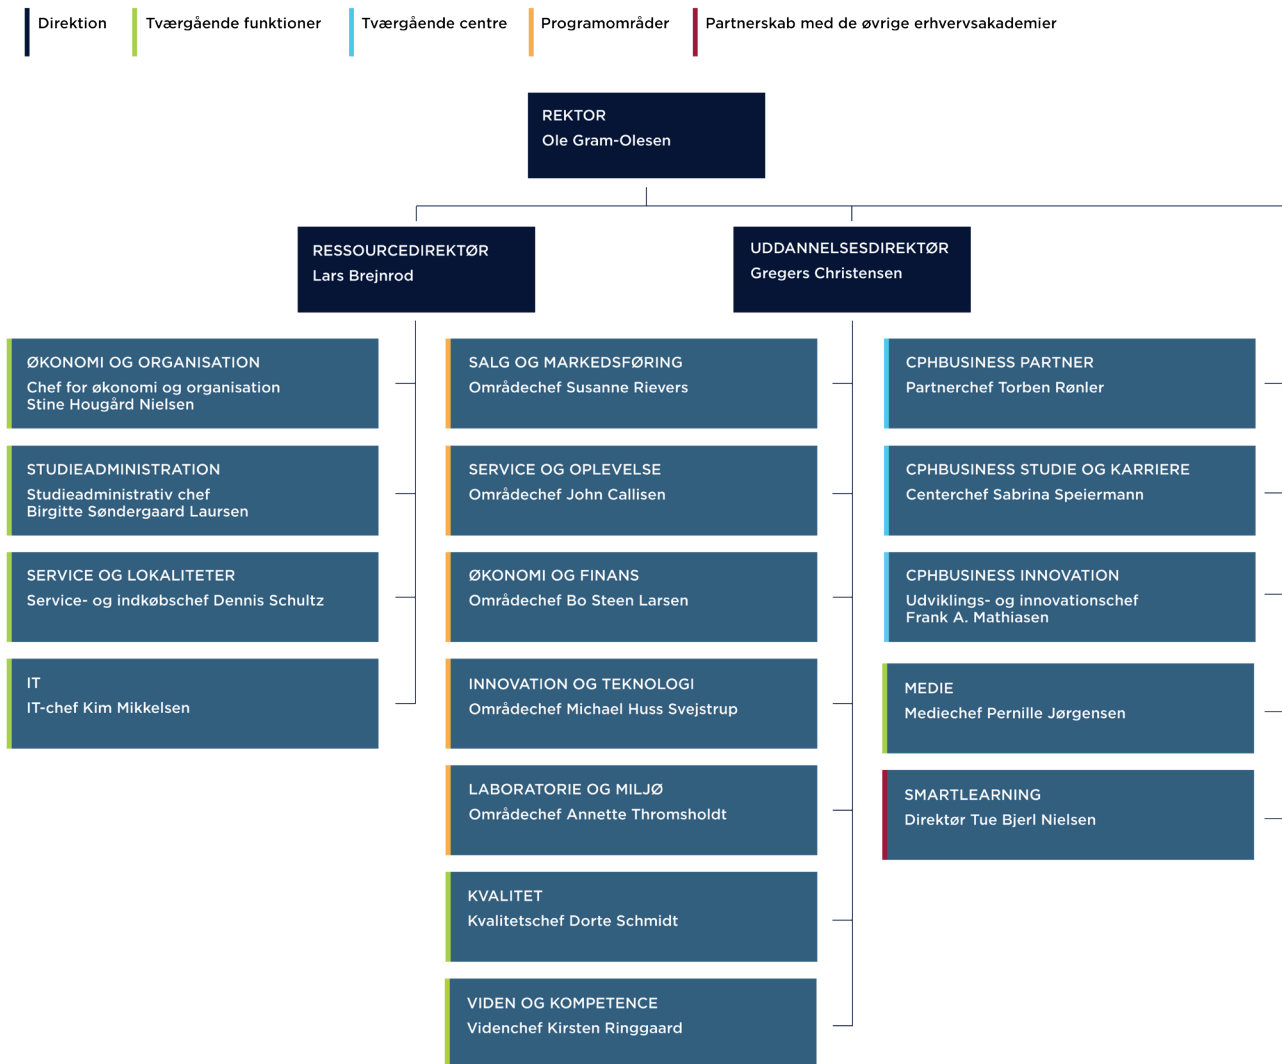 Direktion
Tværgående funktioner
Tværgående centre
Programområder
Partnerskab med de øvrige erhvervsakademier
REKTOR
Ole Gram-Olesen
RESSOURCEDIREKTØR
Lars Brejnrod
UDDANNELSESDIREKTØR
Gregers Christensen
ØKONOMI OG ORGANISATION
Chef for økonomi og organisation
Stine Hougård Nielsen
STUDIEADMINISTRATION
Studieadministrativ chef
Birgitte Søndergaard Laursen
SERVICE OG LOKALITETER
Service- og indkøbschef Dennis Schultz
IT
IT-chef Kim Mikkelsen
SALG OG MARKEDSFØRING
Områdechef Susanne Rievers
SERVICE OG OPLEVELSE
Områdechef John Callisen
ØKONOMI OG FINANS
Områdechef Bo Steen Larsen
INNOVATION OG TEKNOLOGI
Områdechef Michael Huss Svejstrup
LABORATORIE OG MILJØ
Områdechef Annette Thromsholdt
KVALITET
Kvalitetschef Dorte Schmidt
VIDEN OG KOMPETENCE
Videnchef Kirsten Ringgaard
CPHBUSINESS PARTNER
Partnerchef Torben Rønler
CPHBUSINESS STUDIE OG KARRIERE
Centerchef Sabrina Speiermann
CPHBUSINESS INNOVATION
Udviklings- og innovationschef
Frank A. Mathiasen
MEDIE
Mediechef Pernille Jørgensen
SMARTLEARNING
Direktør Tue Bjerl Nielsen